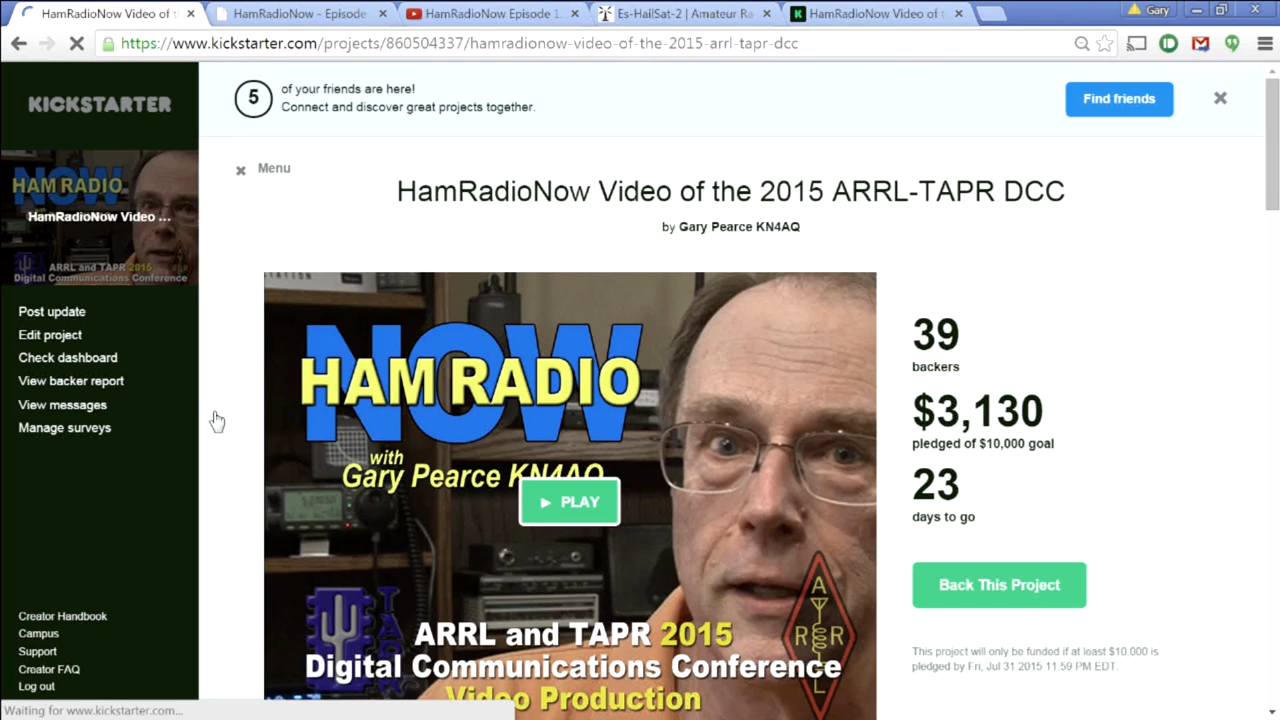 HamRadioNow Video of t
HamRadioNow - Episode
HamRadioNow Episode 1
Es-HailSat-2 | Amateur Ra
HamRadioNow Video of t
Gary
https://www.kickstarter.com/projects/860504337/hamradionow-video-of-the-2015-arrl-tapr-dcc
KICKSTARTER
5
of your friends are here!
Connect and discover great projects together.
Find friends
Menu
HamRadioNow Video of the 2015 ARRL-TAPR DCC
by Gary Pearce KN4AQ
NOW
HAM RADIO
HamRadioNow Video ...
ARRL and TAPR 2015
Digital Communications Conference
Post update
Edit project
Check dashboard
View backer report
View messages
Manage surveys
Creator Handbook
Campus
Support
Creator FAQ
Log out
NOW
HAM RADIO
with
Gary Pearce KN4AQ
PLAY
TAPR
ARRL and TAPR 2015
Digital Communications Conference
Video Production
A
R R
L
39
backers
$3,130
pledged of $10,000 goal
23
days to go
Back This Project
This project will only be funded if at least $10,000 is
pledged by Fri, Jul 31 2015 11:59 PM EDT.
Waiting for www.kickstarter.com...